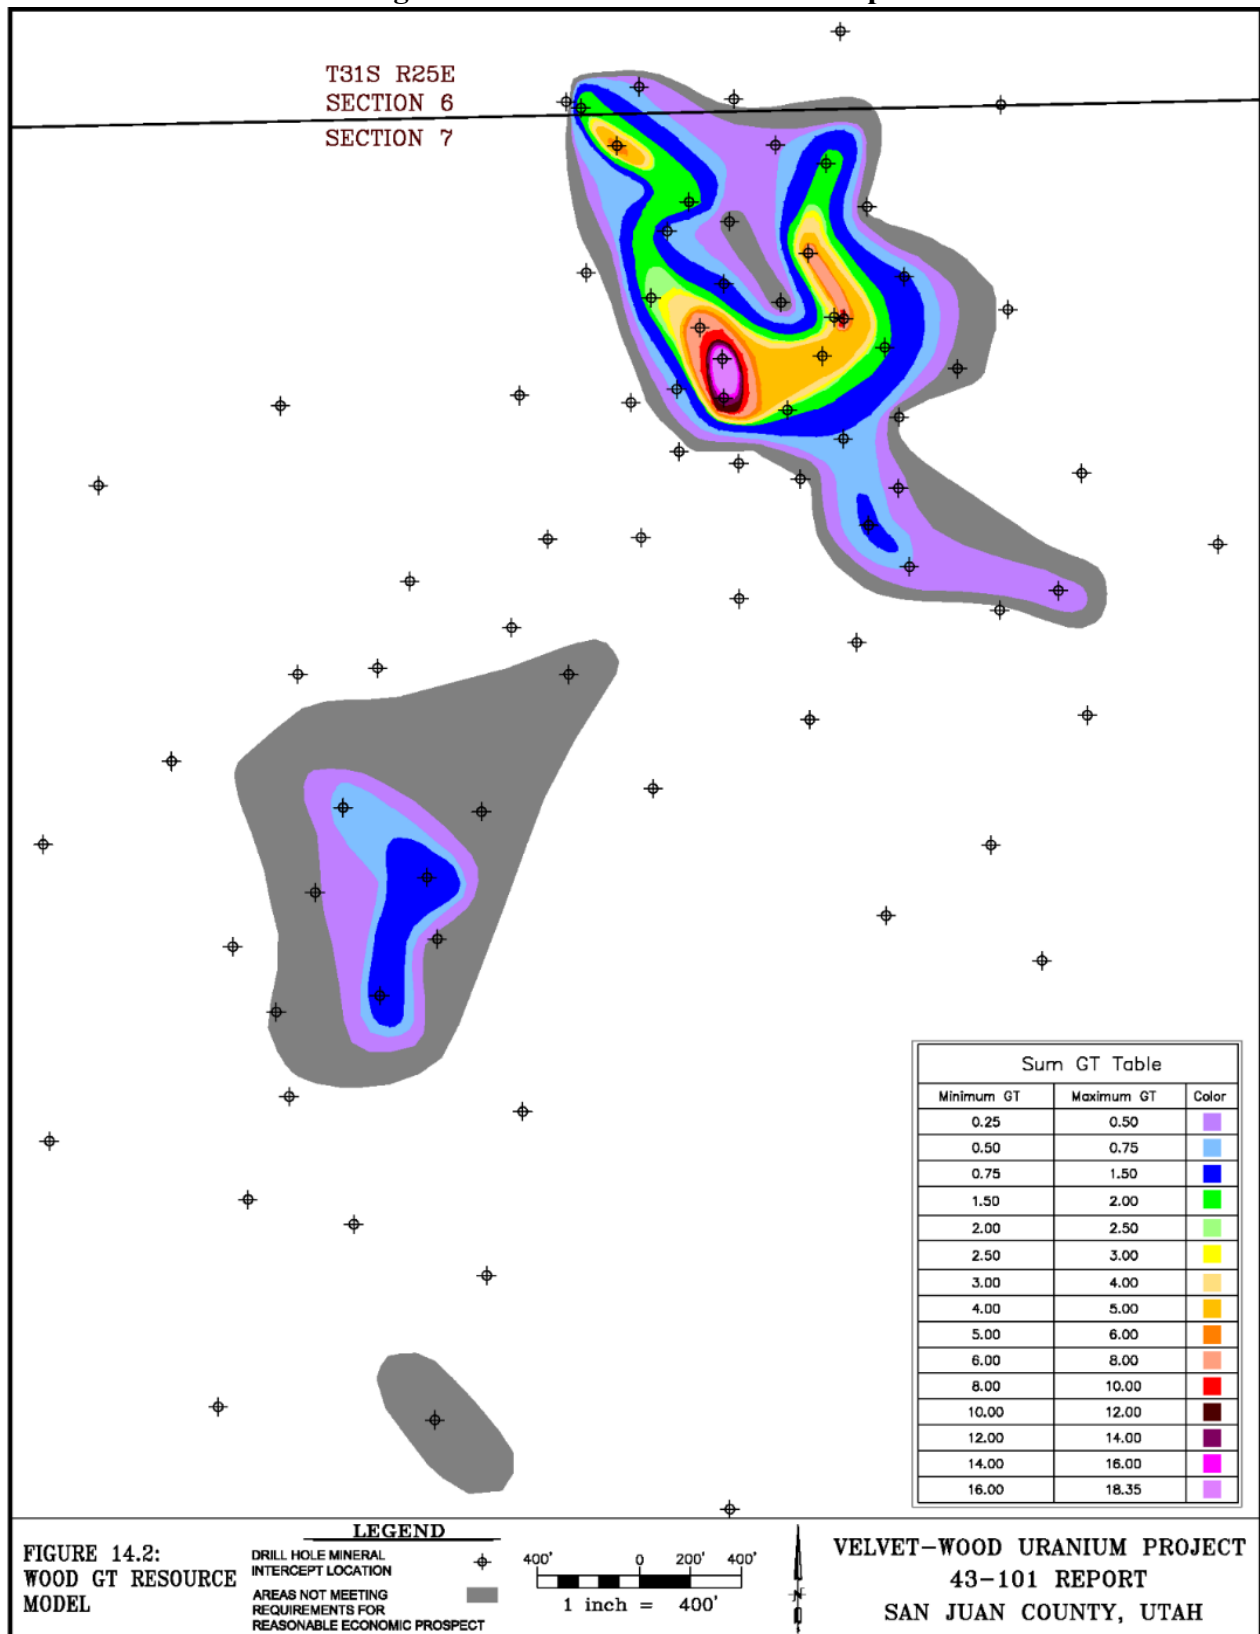 T31S R25E
SECTION 6
SECTION 7
Sum GT Table
Minimum GT Maximum GT Color
0.25 0.50
0.50 0.75
0.75 1.50
1.50 2.00
2.00 2.50
2.50 3.00
3.00 4.00
4.00 5.00
5.00 6.00
6.00 8.00
8.00 10.00
10.00 12.00
12.00 14.00
14.00 16.00
16.00 18.35
FIGURE 14.2:
WOOD GT RESOURCE
MODEL
LEGEND
DRILL HOLE MINERAL
INTERCEPT LOCATION
AREAS NOT MEETING
REQUIREMENTS FOR
REASONABLE ECONOMIC PROSPECT
400' 0 200' 400'
1 inch = 400'
N
VELVET-WOOD URANIUM PROJECT
43-101 REPORT
SAN JUAN COUNTY, UTAH